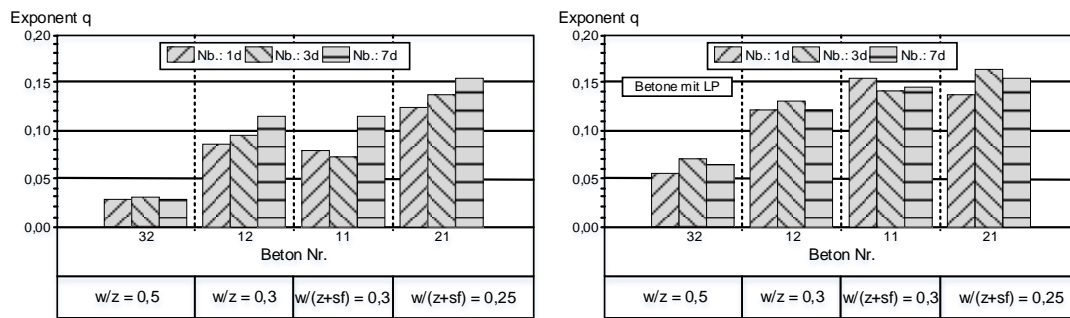 Exponent q
0,20
Nb.: 1d Nb.: 3d Nb.: 7d
0,15
0,10
0,05
0,00
32 12 11 21
Beton Nr.
w/z = 0,5 w/z = 0,3 w/(z+sf) = 0,3 w/(z+sf) = 0,25
Exponent q
0,20
Nb.: 1d Nb.: 3d Nb.: 7d
0,15
Betone mit LP
0,10
0,05
0,00
32 12 11 21
Beton Nr.
w/z = 0,5 w/z = 0,3 w/(z+sf) = 0,3 w/(z+sf) = 0,25